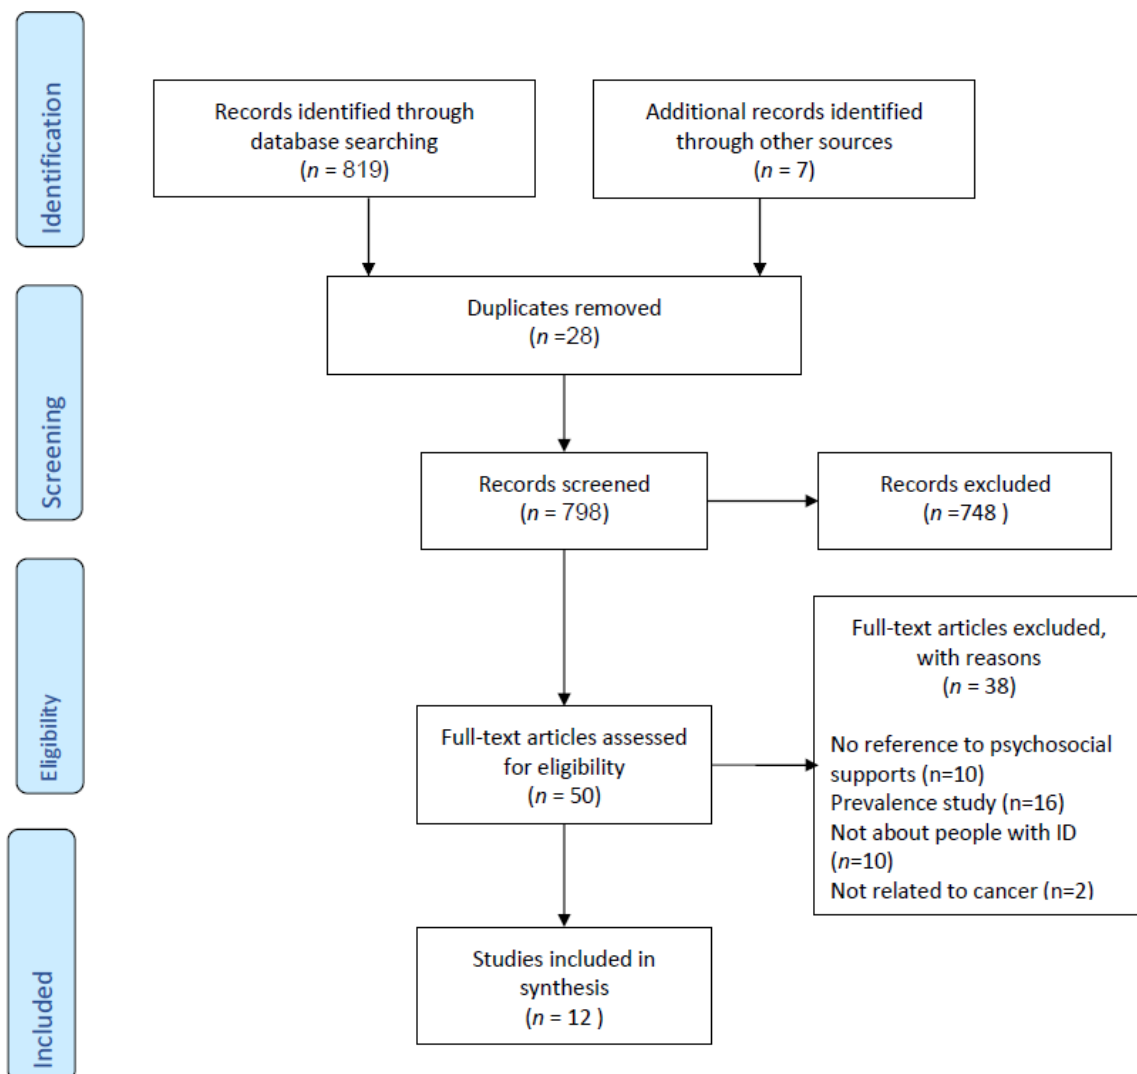 Identification
Records identified through
database searching
(n = 819)
Additional records identified
through other sources
(n = 7)
Duplicates removed
(n =28)
Screening
Records screened
(n = 798)
Records excluded
(n =748 )
Eligibility
Full-text articles assessed
for eligibility
(n = 50)
Full-text articles excluded,
with reasons
(n = 38)
No reference to psychosocial
supports (n=10)
Prevalence study (n=16)
Not about people with ID
(n=10)
Not related to cancer (n=2)
Included
Studies included in
synthesis
(n = 12 )